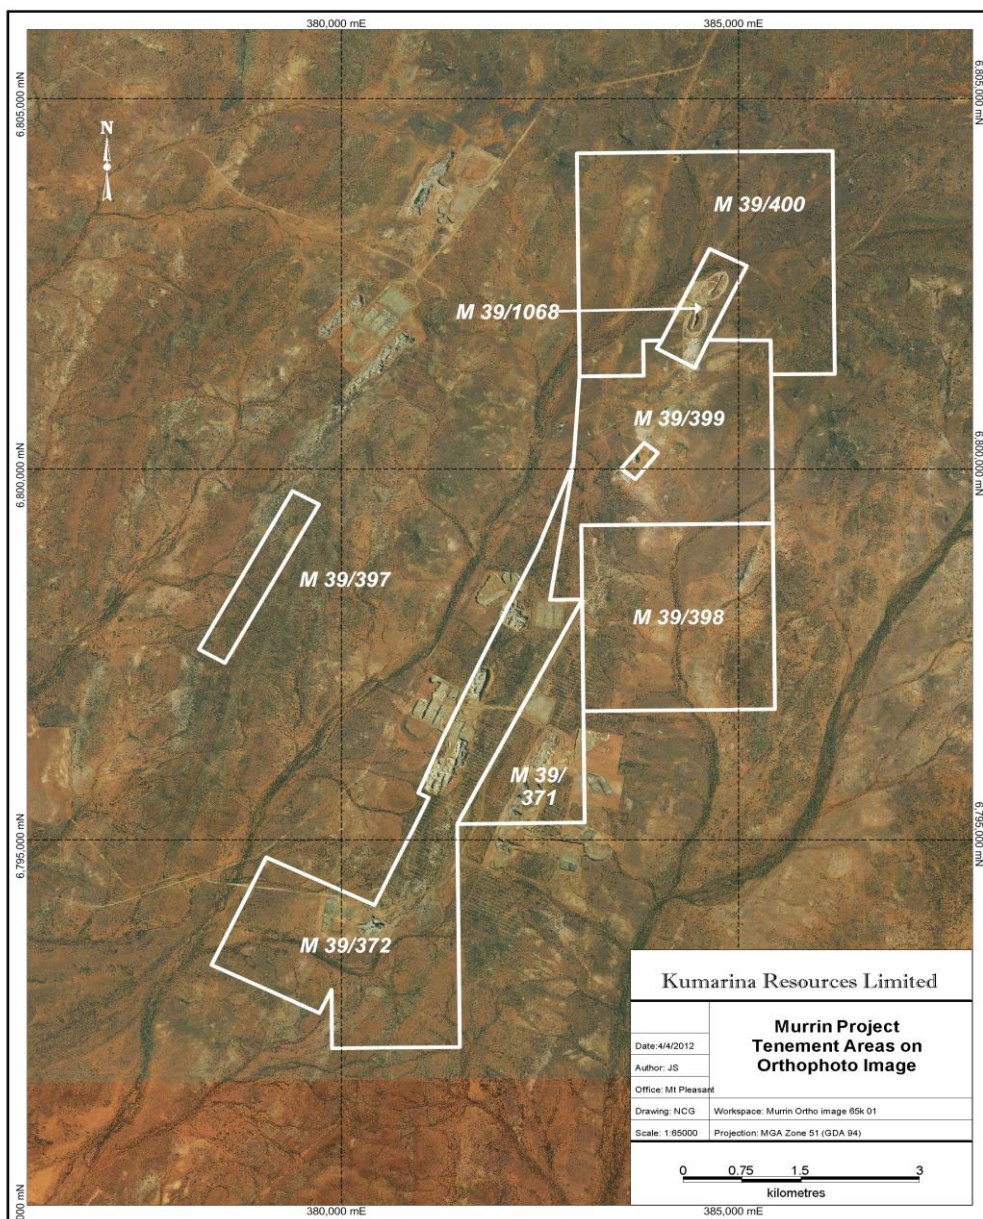 380,000 mE
385,000 mE
6,805,000 mN
6,805,000 mN
N
M 39/400
M 39/1068
M 39/399
6,800,000 mN
6,800,000 mN
M 39/397
M 39/398
M 39/
371
6,795,000 mN
6,795,000 mN
M 39/372
Kumarina Resources Limited
Murrin Project
Tenement Areas on
Orthophoto Image
Date:4/4/2012
Author: JS
Office: Mt Pleasant
Drawing: NCG
Workspace: Murrin Ortho image 65k 01
Scale: 1:65000
Projection: MGA Zone 51 (GDA 94)
0 0.75 1.5 3
kilometres
000 mN
380,000 mE
385,000 mE